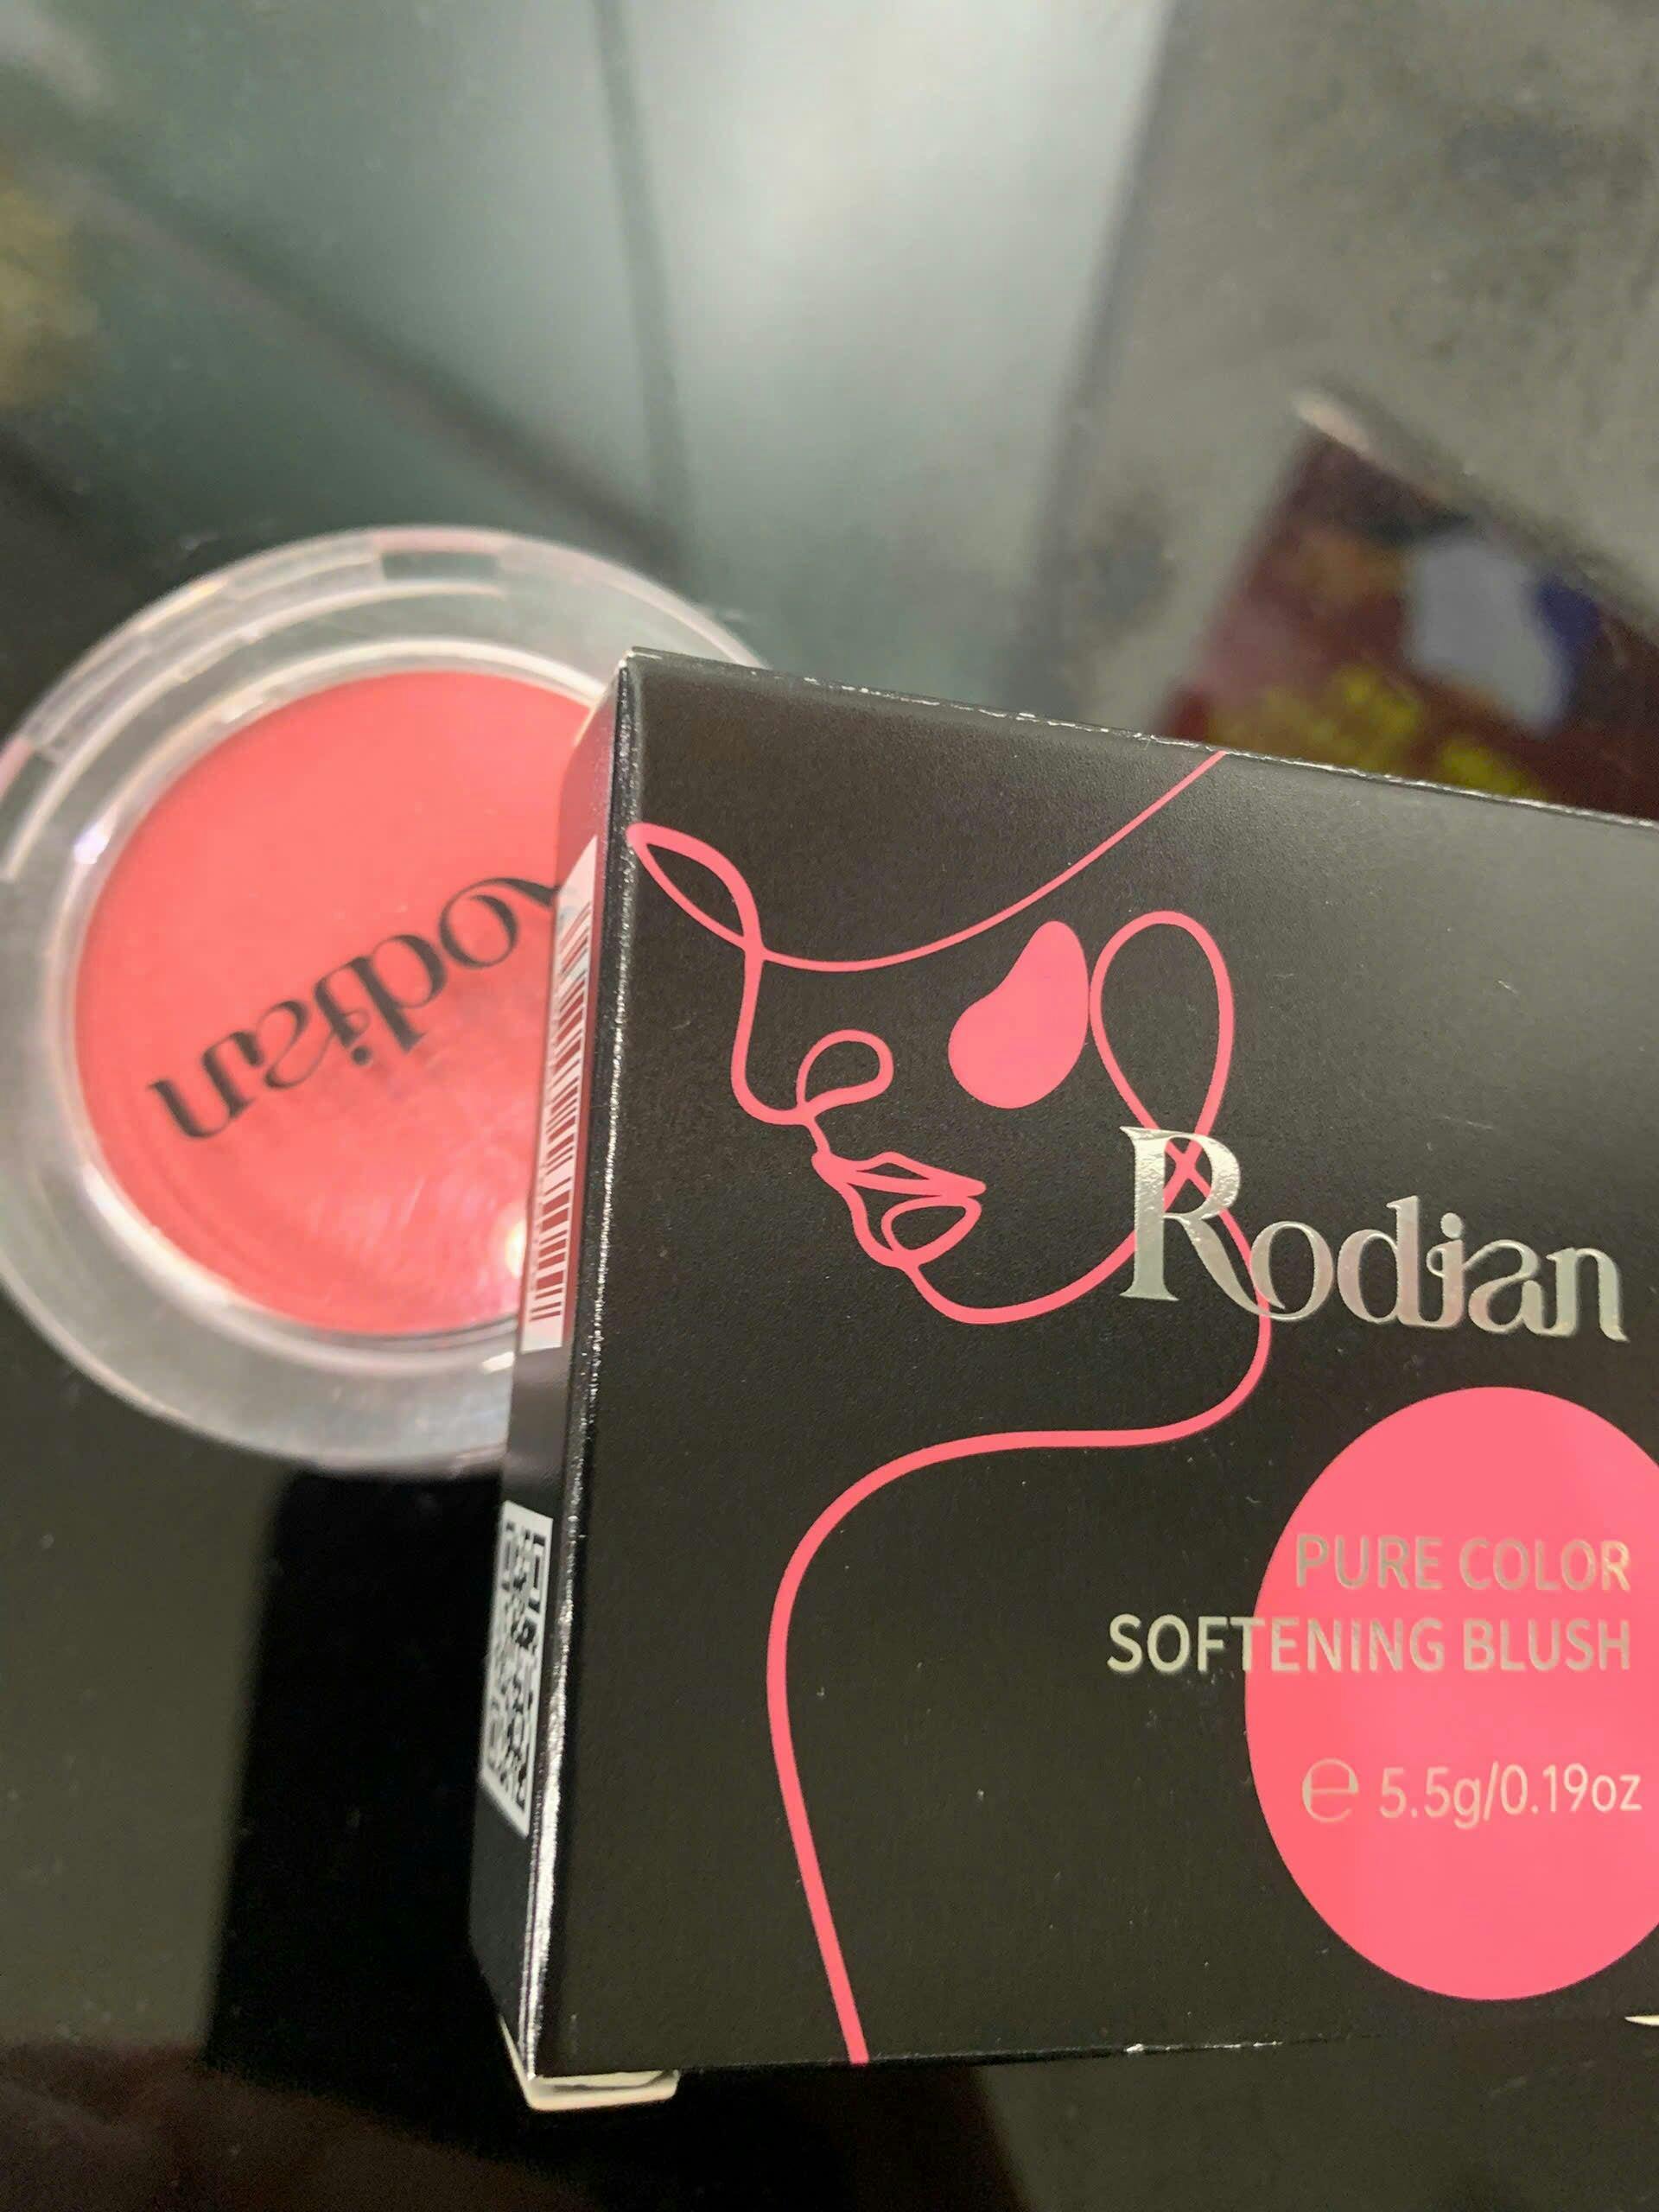 Rodian
Rodian
PURE COLOR
SOFTENING BLUSH
e 5.5g/0.19oz